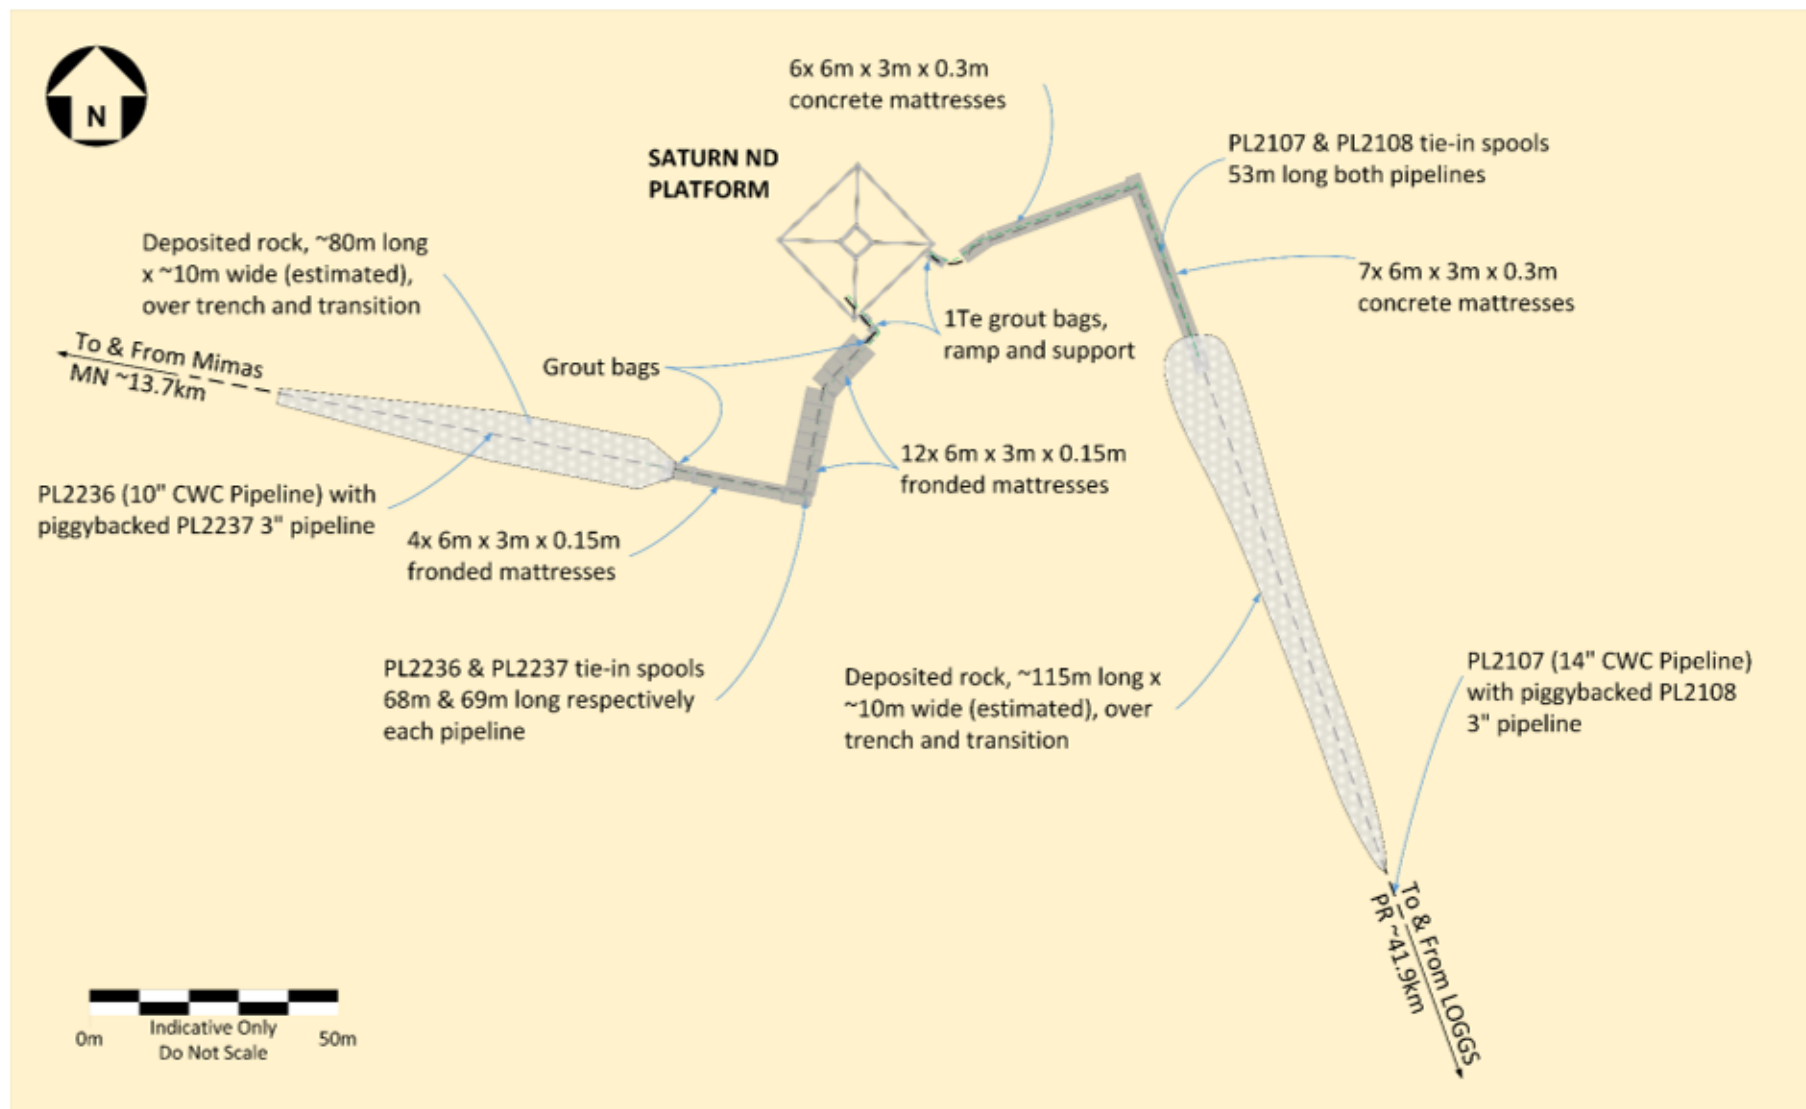 N
6x 6m x 3m x 0.3m
concrete mattresses
SATURN ND
PLATFORM
PL2107 & PL2108 tie-in spools
53m long both pipelines
Deposited rock, ~80m long
x ~10m wide (estimated),
over trench and transition
7x 6m x 3m x 0.3m
concrete mattresses
1Te grout bags,
ramp and support
To & From Mimas
MN ~13.7km
Grout bags
12x 6m x 3m x 0.15m
fronded mattresses
PL2236 (10" CWC Pipeline) with
piggybacked PL2237 3" pipeline
4x 6m x 3m x 0.15m
fronded mattresses
PL2236 & PL2237 tie-in spools
68m & 69m long respectively
each pipeline
Deposited rock, ~115m long x
~10m wide (estimated), over
trench and transition
PL2107 (14" CWC Pipeline)
with piggybacked PL2108
3" pipeline
To & From LOGGS
PR ~41.9km
0m
Indicative Only
Do Not Scale
50m